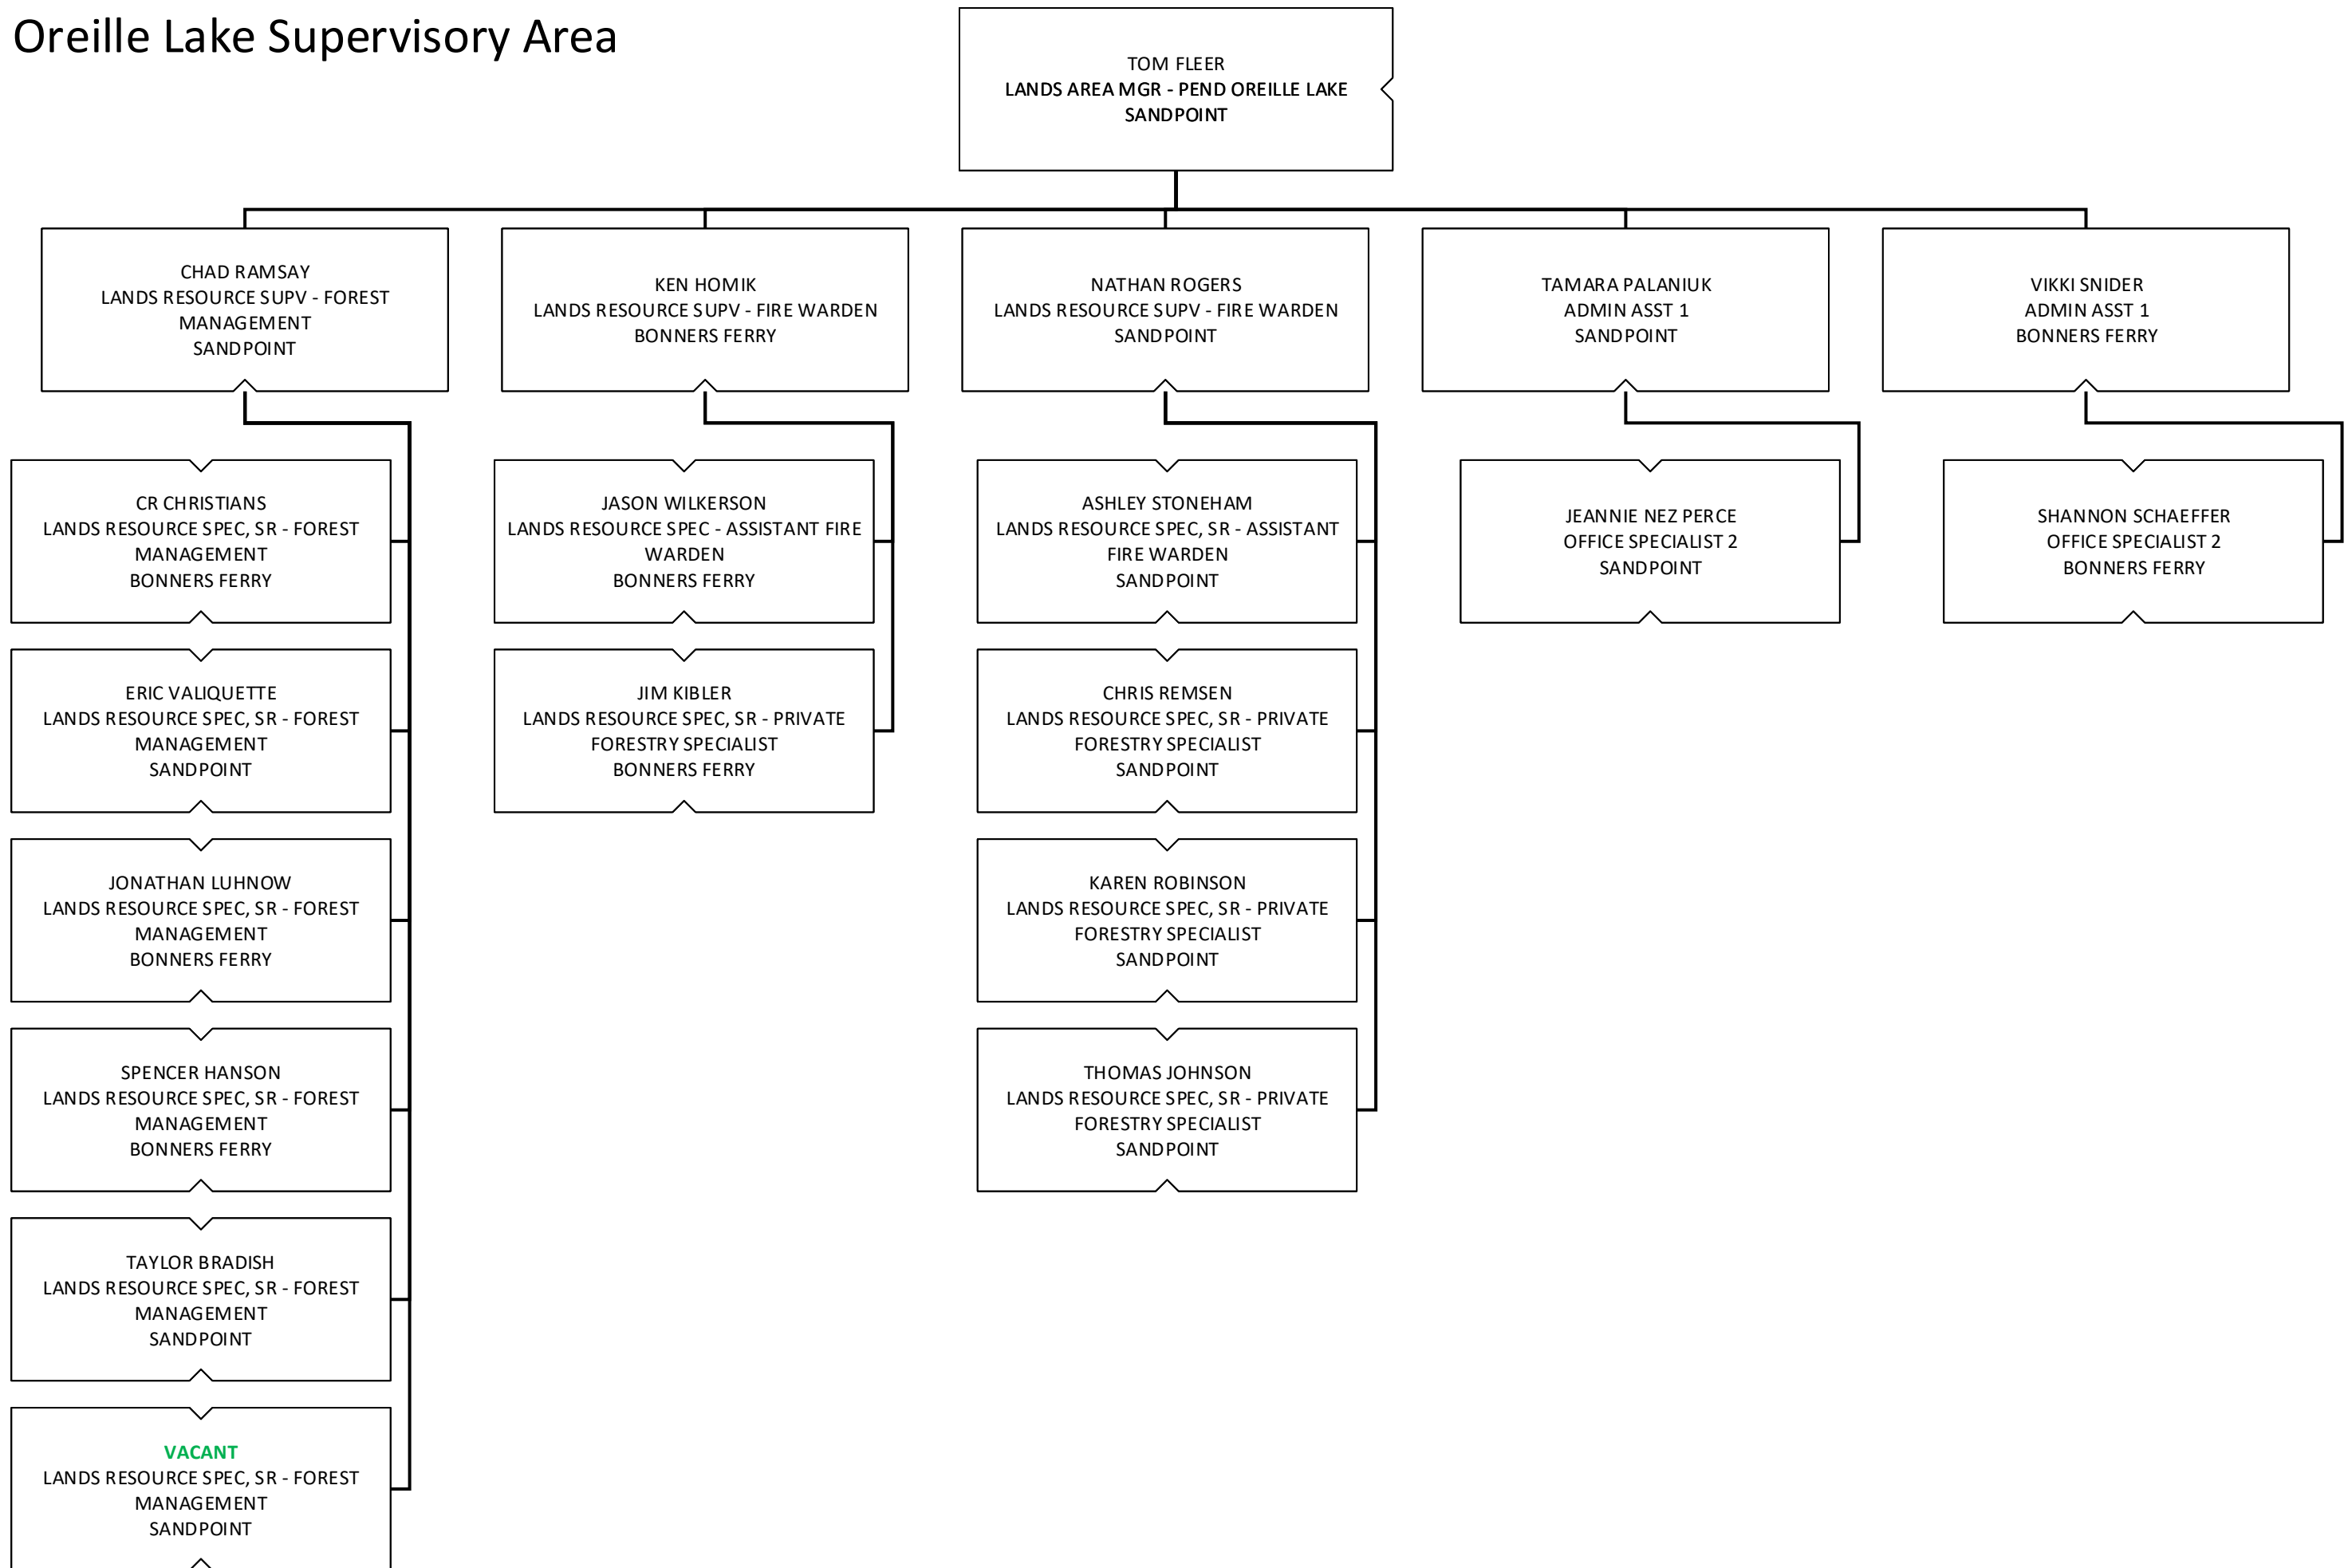 Oreille Lake Supervisory Area
TOM FLEER
LANDS AREA MGR - PEND OREILLE LAKE
SANDPOINT
CHAD RAMSAY
LANDS RESOURCE SUPV - FOREST
MANAGEMENT
SANDPOINT
KEN HOMIK
LANDS RESOURCE SUPV - FIRE WARDEN
BONNERS FERRY
NATHAN ROGERS
LANDS RESOURCE SUPV - FIRE WARDEN
SANDPOINT
TAMARA PALANIUK
ADMIN ASST 1
SANDPOINT
VIKKI SNIDER
ADMIN ASST 1
BONNERS FERRY
CR CHRISTIANS
LANDS RESOURCE SPEC, SR - FOREST
MANAGEMENT
BONNERS FERRY
JASON WILKERSON
LANDS RESOURCE SPEC - ASSISTANT FIRE
WARDEN
BONNERS FERRY
ASHLEY STONEHAM
LANDS RESOURCE SPEC, SR - ASSISTANT
FIRE WARDEN
SANDPOINT
JEANNIE NEZ PERCE
OFFICE SPECIALIST 2
SANDPOINT
SHANNON SCHAEFFER
OFFICE SPECIALIST 2
BONNERS FERRY
ERIC VALIQUETTE
LANDS RESOURCE SPEC, SR - FOREST
MANAGEMENT
SANDPOINT
JIM KIBLER
LANDS RESOURCE SPEC, SR - PRIVATE
FORESTRY SPECIALIST
BONNERS FERRY
CHRIS REMSEN
LANDS RESOURCE SPEC, SR - PRIVATE
FORESTRY SPECIALIST
SANDPOINT
JONATHAN LUHNOW
LANDS RESOURCE SPEC, SR - FOREST
MANAGEMENT
BONNERS FERRY
KAREN ROBINSON
LANDS RESOURCE SPEC, SR - PRIVATE
FORESTRY SPECIALIST
SANDPOINT
SPENCER HANSON
LANDS RESOURCE SPEC, SR - FOREST
MANAGEMENT
BONNERS FERRY
THOMAS JOHNSON
LANDS RESOURCE SPEC, SR - PRIVATE
FORESTRY SPECIALIST
SANDPOINT
TAYLOR BRADISH
LANDS RESOURCE SPEC, SR - FOREST
MANAGEMENT
SANDPOINT
VACANT
LANDS RESOURCE SPEC, SR - FOREST
MANAGEMENT
SANDPOINT